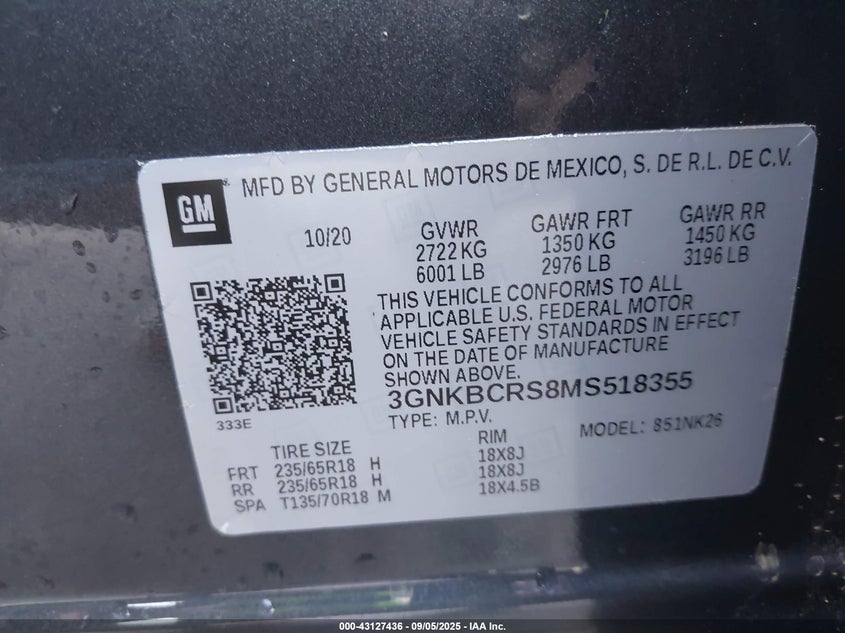 GM
MFD BY GENERAL MOTORS DE MEXICO, S. DE R.L. DE C.V.
10/20
GVWR GAWR FRT GAWR RR
2722 KG 1350 KG 1450 KG
6001 LB 2976 LB 3196 LB
THIS VEHICLE CONFORMS TO ALL
APPLICABLE U.S. FEDERAL MOTOR
VEHICLE SAFETY STANDARDS IN EFFECT
ON THE DATE OF MANUFACTURE
SHOWN ABOVE.
3GNKBCRS8MS518355
333E
TYPE: M.P.V. MODEL: 851NK26
TIRE SIZE RIM
FRT 235/65R18 H 18X8J
RR 235/65R18 H 18X8J
SPA T135/70R18 M 18X4.5B
000-43127436 - 09/05/2025 - IAA Inc.